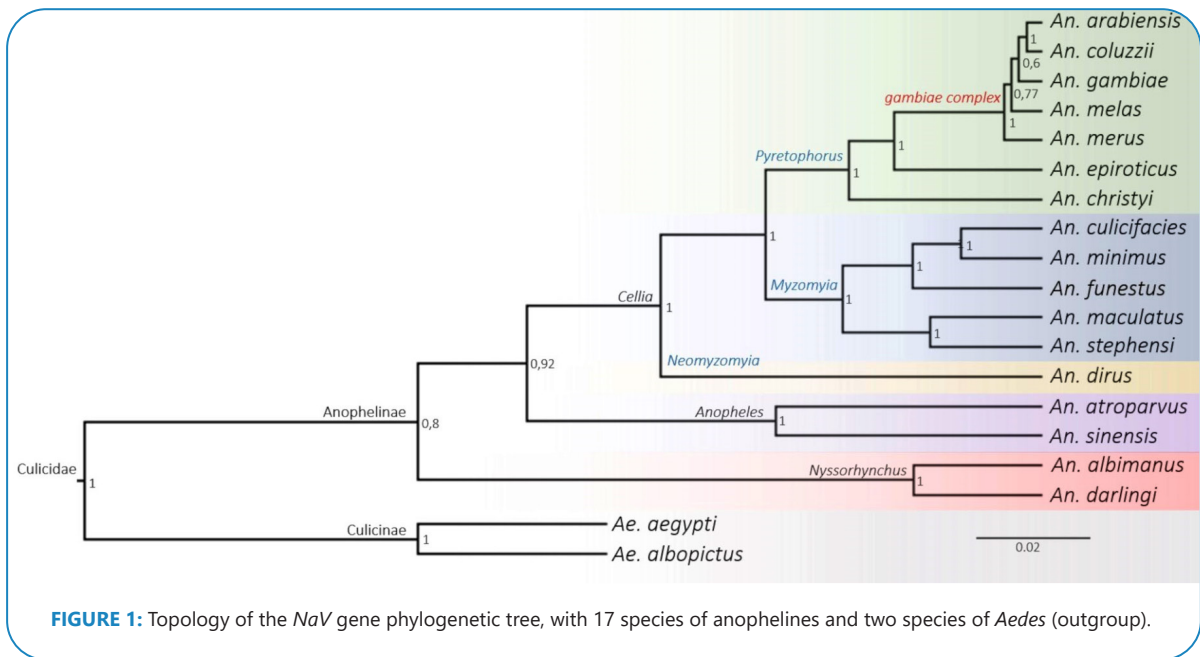 An. arabiensis
1
An. coluzzii
0,6
An. gambiae
0,77
gambiae complex
An. melas
1
An. merus
1
Pyretophorus
An. epiroticus
1
An. christyi
An. culicifacies
1
1
An. minimus
1
Myzomyia
An. funestus
Cellia
1
1
An. maculatus
1
An. stephensi
Neomyzomyia
0,92
An. dirus
Anophelinae
Anopheles
An. atroparvus
0,8
1
An. sinensis
Culicidae
Nyssorhynchus
An. albimanus
1
1
An. darlingi
Culicinae
Ae. aegypti
1
Ae. albopictus
0.02
FIGURE 1: Topology of the NaV gene phylogenetic tree, with 17 species of anophelines and two species of Aedes (outgroup).